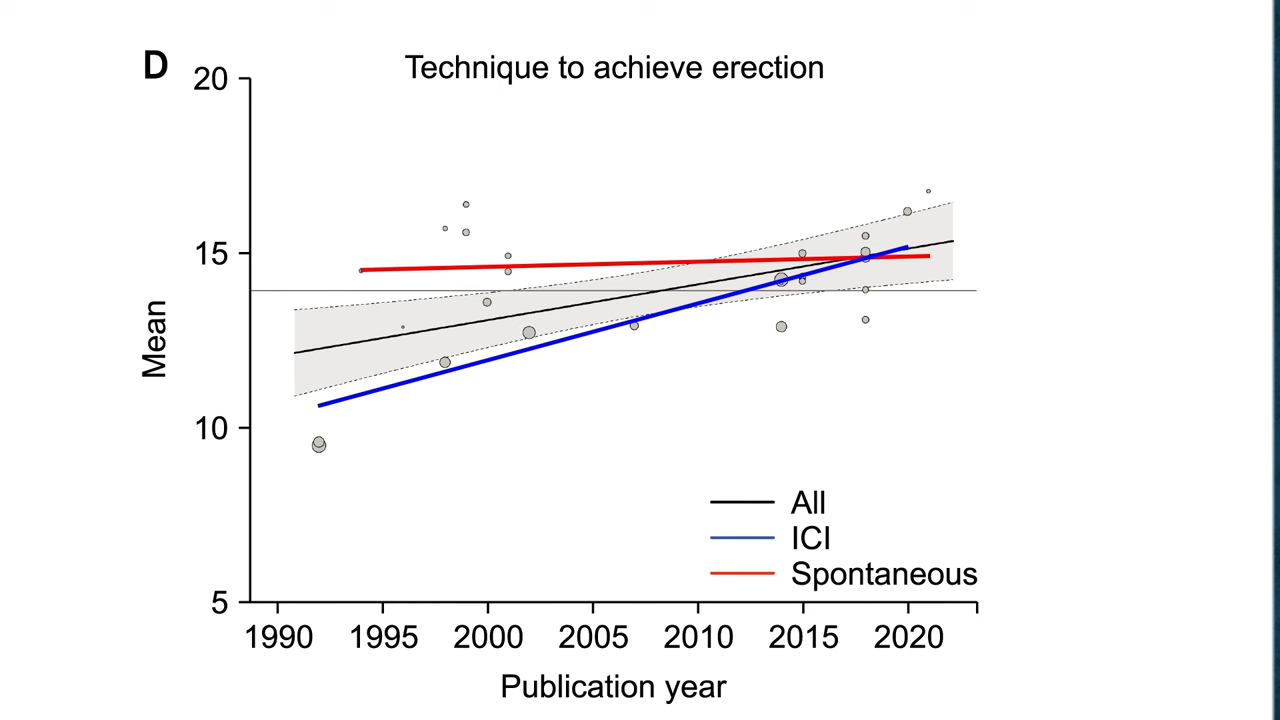 D
Technique to achieve erection
20
15
10
5
Mean
All
ICI
Spontaneous
1990 1995 2000 2005 2010 2015 2020
Publication year